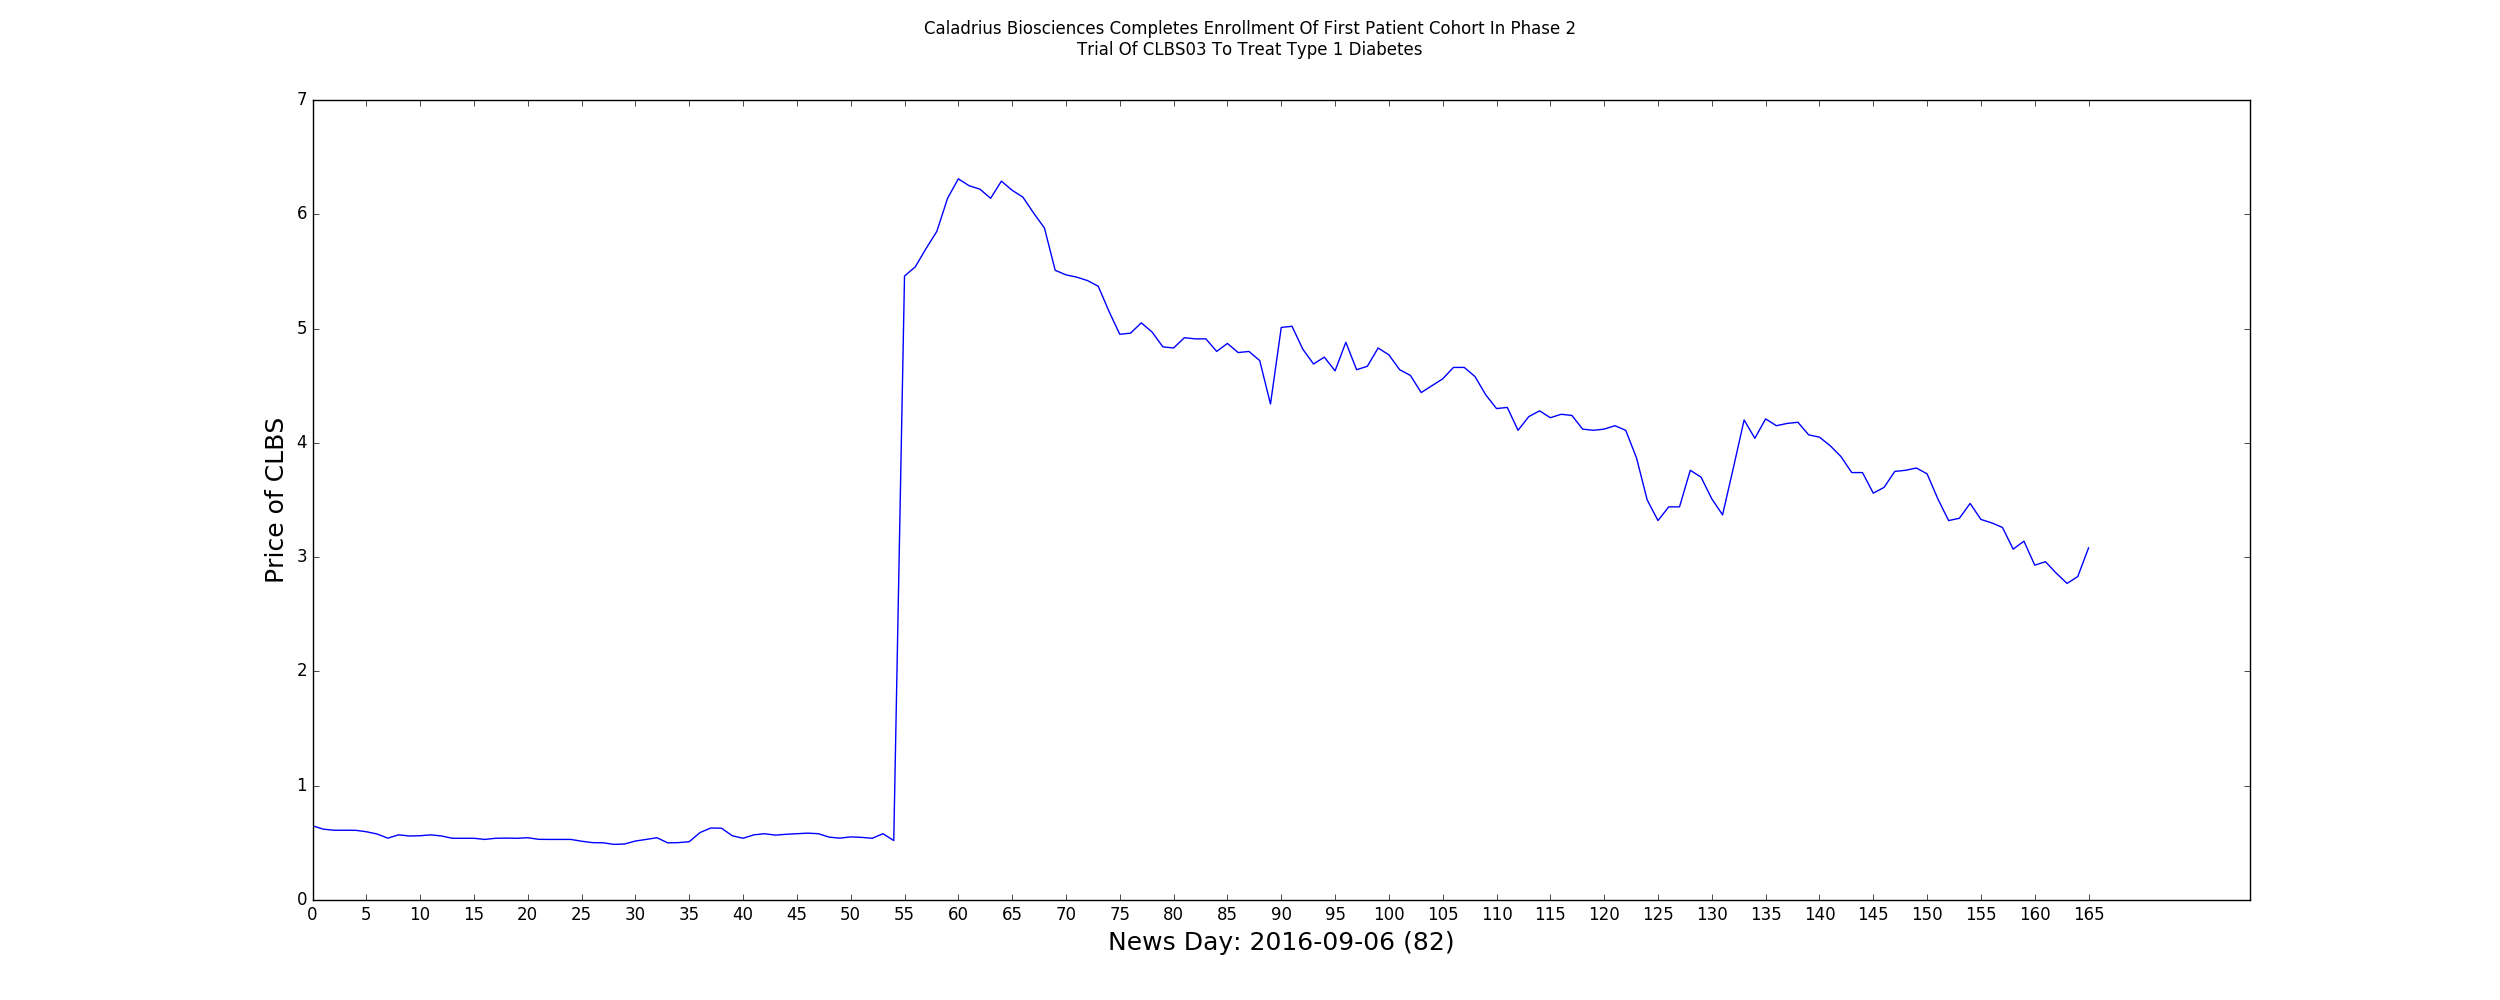 Caladrius Biosciences Completes Enrollment Of First Patient Cohort In Phase 2
Trial Of CLBS03 To Treat Type 1 Diabetes
7
6
5
4
3
2
1
0
Price of CLBS
0 5 10 15 20 25 30 35 40 45 50 55 60 65 70 75 80 85 90 95 100 105 110 115 120 125 130 135 140 145 150 155 160 165
News Day: 2016-09-06 (82)